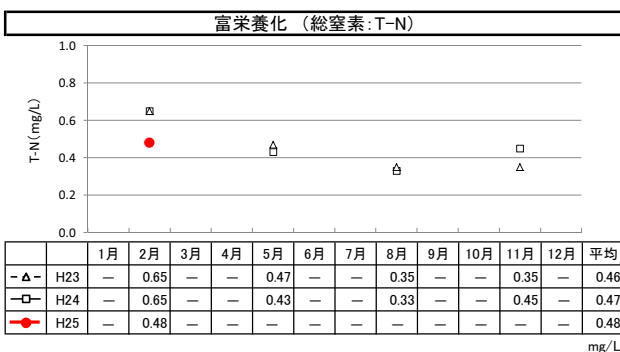 富栄養化 （総窒素：T-N）
T-N(mg/L)
1.0
0.8
0.6
0.4
0.2
0.0
1月 2月 3月 4月 5月 6月 7月 8月 9月 10月 11月 12月 平均
H23 — 0.65 — — 0.47 — — 0.35 — — 0.35 — 0.46
H24 — 0.65 — — 0.43 — — 0.33 — — 0.45 — 0.47
H25 — 0.48 — — — — — — — — — — 0.48
mg/L